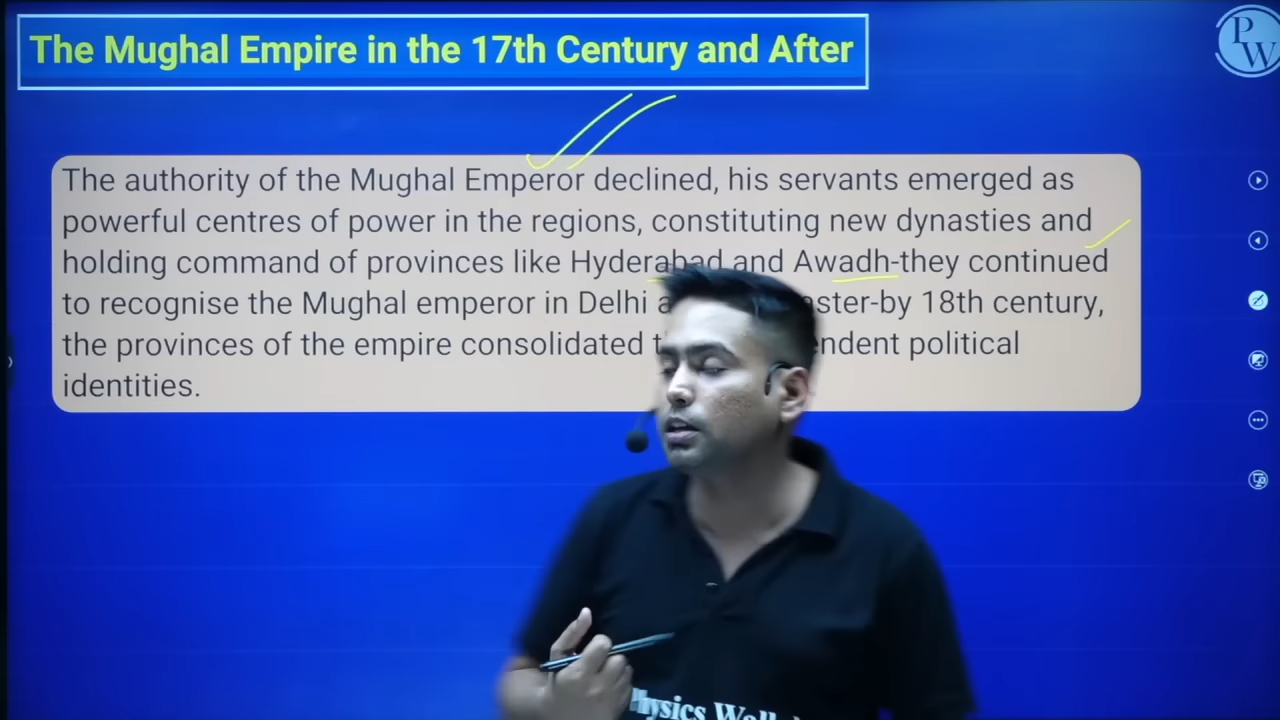 The Mughal Empire in the 17th Century and After
PW
The authority of the Mughal Emperor declined, his servants emerged as
powerful centres of power in the regions, constituting new dynasties and
holding command of provinces like Hyderabad and Awadh-they continued
to recognise the Mughal emperor in Delhi aster-by 18th century,
the provinces of the empire consolidated endent political
identities.
Physics Wall